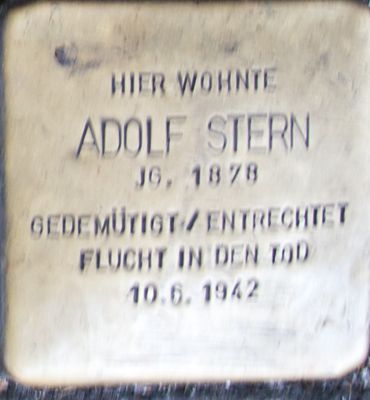 HIER WOHNTE
ADOLF STERN
JG. 1878
GEDEMÜTIGT / ENTRECHTET
FLUCHT IN DEN TOD
10.6. 1942